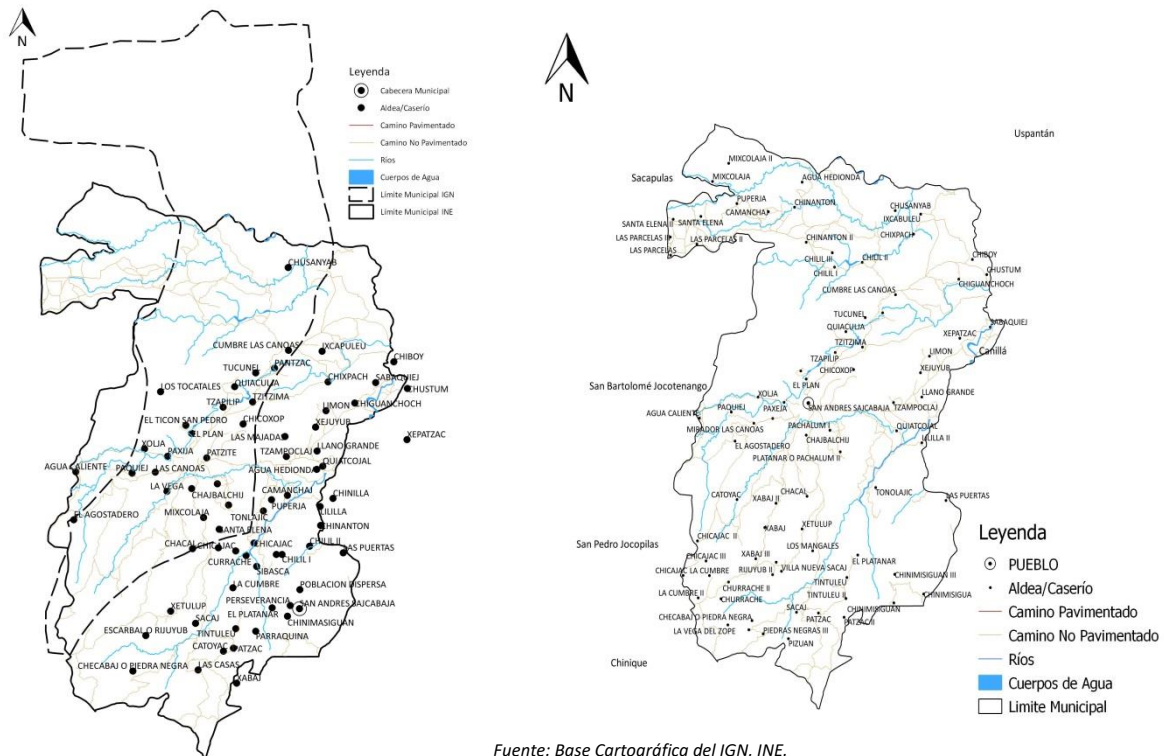 N
Leyenda
Cabecera Municipal
Aldea/Caserío
Camino Pavimentado
Camino No Pavimentado
Ríos
Cuerpos de Agua
Límite Municipal IGN
Límite Municipal INE
CHUSANYAB
CUMBRE LAS CANOAS
IXCAPULEU
PANTZAC
CHIBOY
TUCUNEL
QUIACULIA
CHIXPACH
SABAQUIEJ
LOS TOCATALES
CHUSTUM
TZAPILIP
TZITZIMA
LIMON
CHIGUANCHOCH
EL TICON SAN PEDRO
CHICOXOP
XEJUYUB
EL PLAN
LAS MAJADAS
XEPATZAC
XOLJA
PAXIJA
PATZITE
TZAMPOCLAJ
LLANO GRANDE
AGUA CALIENTE
PAQUIEJ
LAS CANOAS
AGUA HEDIONDA
QUIATCOJAL
LA VEGA
CHAJBALCHIJ
CAMANCHAJ
CHINILLA
MIXCOLAJA
PUPERJA
LILILLA
EL AGOSTADERO
TONLAJIC
SANTA ELENA
CHINANTON
CHACAJ
CHICAJAC
CHICAJAC
CHILIL II
LAS PUERTAS
CURRACHE
CHILIL I
SIBASCA
LA CUMBRE
POBLACION DISPERSA
PERSEVERANCIA
SAN ANDRES SAJCABAJA
XETULUP
EL PLATANAR
CHINIMASIGUAN
SACAJ
ESCARBAL O RIJUYUB
TINTULEU
PARRAQUINA
CATOYAC
PATZAC
CHECABAJ O PIEDRA NEGRA
LAS CASAS
XABAJ
N
Uspantán
MIXCOLAJA II
Sacapulas
MIXCOLAJA
AGUA HEDIONDA
PUPERJA
CAMANCHAJ
CHINANTON
CHUSANYAB
SANTA ELENA II
SANTA ELENA
IXCABULEU
LAS PARCELAS II
LAS PARCELAS II
CHINANTON II
CHIXPACH
LAS PARCELAS
CHILIL III
CHILIL II
CHIBOY
CHILIL I
CHUSTUM
CHIGUANCHOCH
CUMBRE LAS CANOAS
TUCUNEL
SABAQUIEJ
QUIACULIA
XEPATZAC
TZITZIMA
Canillá
TZAPILIP
LIMON
CHICOXOP
XEJUYUB
San Bartolomé Jocotenango
EL PLAN
XOLJA
LLANO GRANDE
AGUA CALIENTE
PAQUIEJ
PAXEJA
SAN ANDRES SAJCABAJA
TZAMPOCLAJ
MIRADOR LAS CANOAS
PACHALUM I
QUIATCOJAL
EL AGOSTADERO
CHAJBALCHIJ
LILILLA II
PLATANAR O PACHALUM II
CATOYAC
XABAJ II
CHACAJ
TONOLAJIC
LAS PUERTAS
CHICAJAC II
XABAJ
XETULUP
San Pedro Jocopilas
CHICAJAC III
XABAJ III
LOS MANGALES
EL PLATANAR
CHICAJAC LA CUMBRE
RIJUYUB II
VILLA NUEVA SACAJ
CHINIMISIGUAN III
LA CUMBRE II
CHURRACHE II
TINTULEU
CHURRACHE
TINTULEU II
CHINIMISIGUA
SACAJ
CHINIMISIGUAN
CHECABAJ O PIEDRA NEGRA
PATZAC
PATZAC II
LA VEGA DEL ZOPE
PIEDRAS NEGRAS III
PIZUAN
Chinique
Leyenda
PUEBLO
Aldea/Caserío
Camino Pavimentado
Camino No Pavimentado
Ríos
Cuerpos de Agua
Limite Municipal
Fuente: Base Cartográfica del IGN, INE.